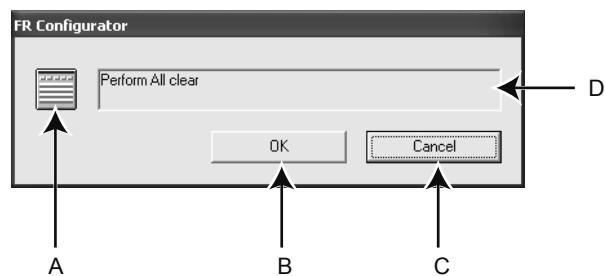 FR Configurator
Perform All clear
D
OK
Cancel
A
B
C